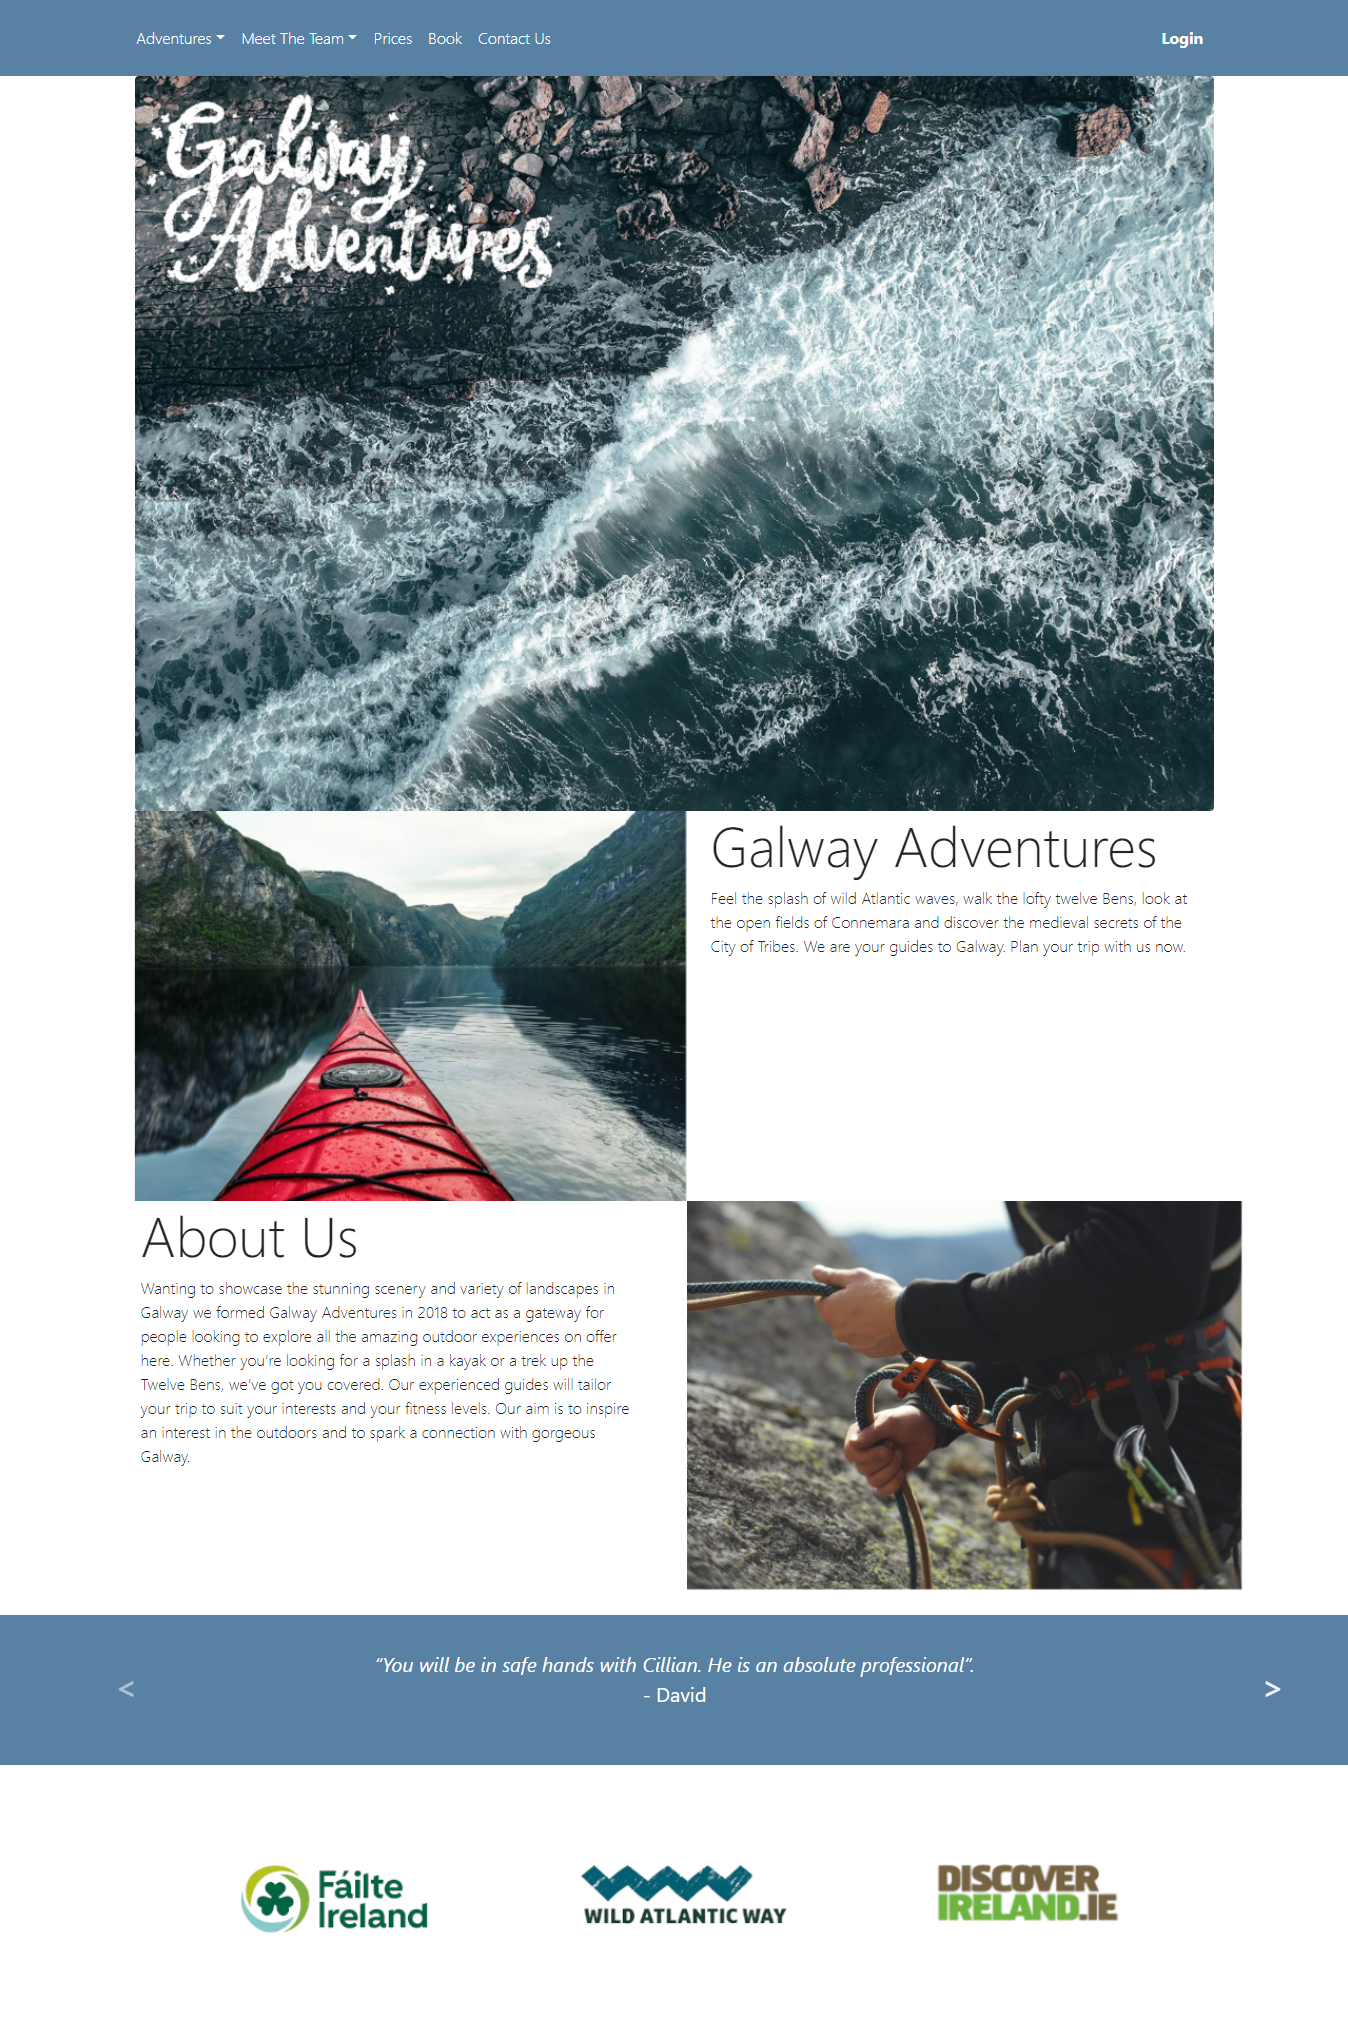 Adventures Meet The Team Prices Book Contact Us Login
Galway
Adventures
Galway Adventures
Feel the splash of wild Atlantic waves, walk the lofty twelve Bens, look at
the open fields of Connemara and discover the medieval secrets of the
City of Tribes. We are your guides to Galway. Plan your trip with us now.
About Us
Wanting to showcase the stunning scenery and variety of landscapes in
Galway we formed Galway Adventures in 2018 to act as a gateway for
people looking to explore all the amazing outdoor experiences on offer
here. Whether you're looking for a splash in a kayak or a trek up the
Twelve Bens, we've got you covered. Our experienced guides will tailor
your trip to suit your interests and your fitness levels. Our aim is to inspire
an interest in the outdoors and to spark a connection with gorgeous
Galway.
“You will be in safe hands with Cillian. He is an absolute professional”.
< >
- David
Fáilte
Ireland
WILD ATLANTIC WAY
DISCOVER
IRELAND.IE